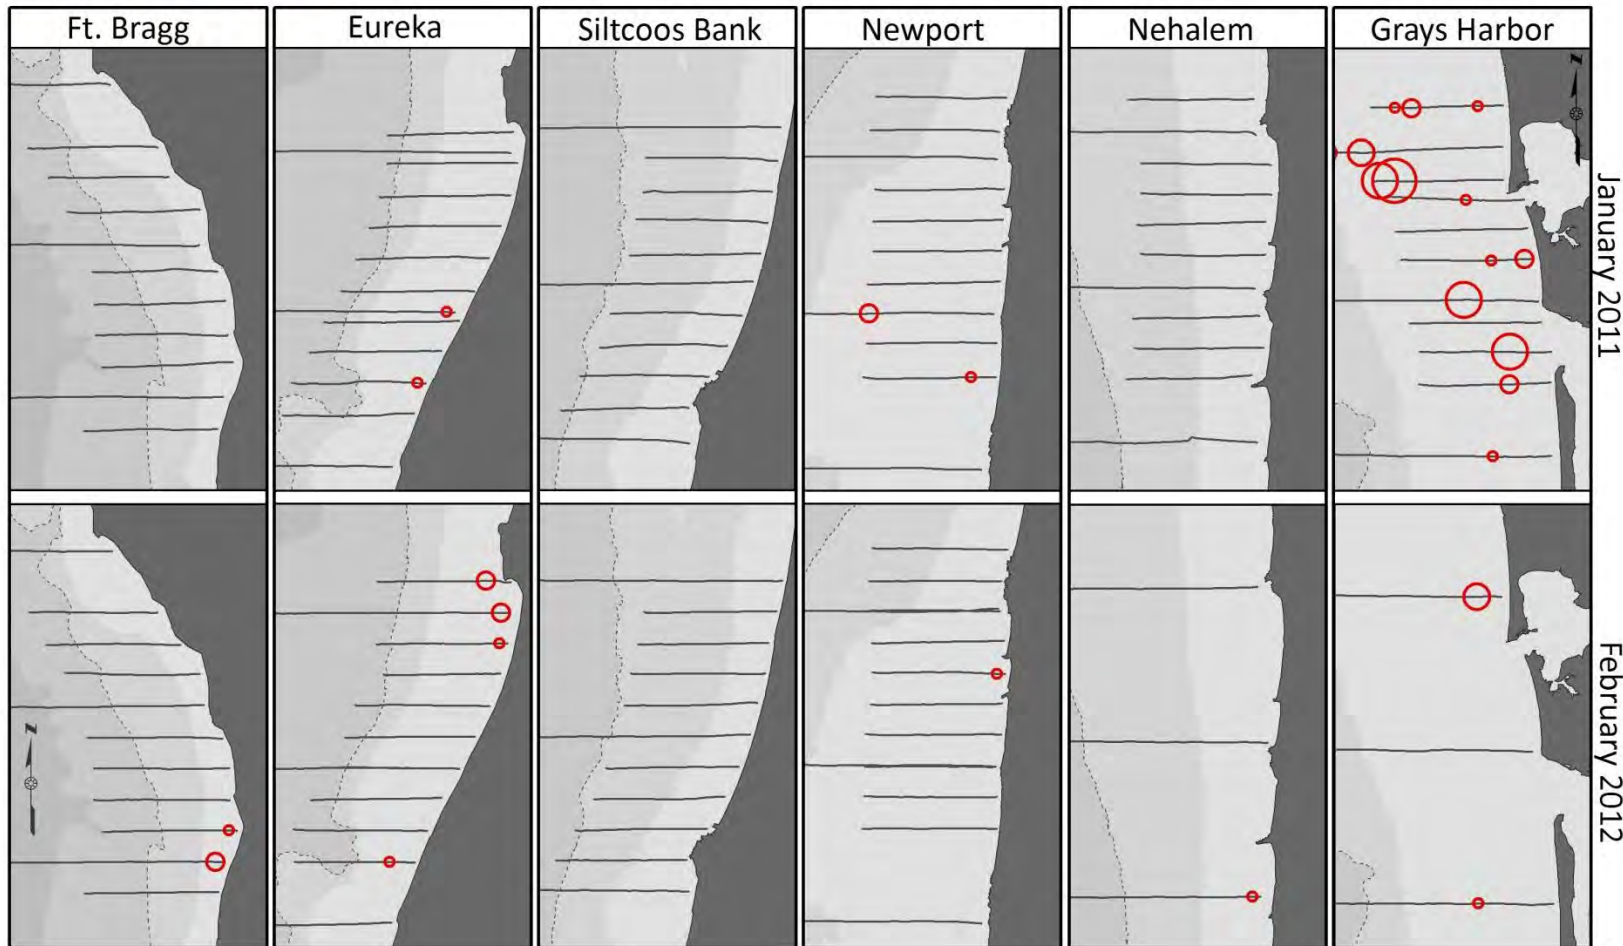 Ft. Bragg
Eureka
Siltcoos Bank
Newport
Nehalem
Grays Harbor
z
January 2011
z
February 2012